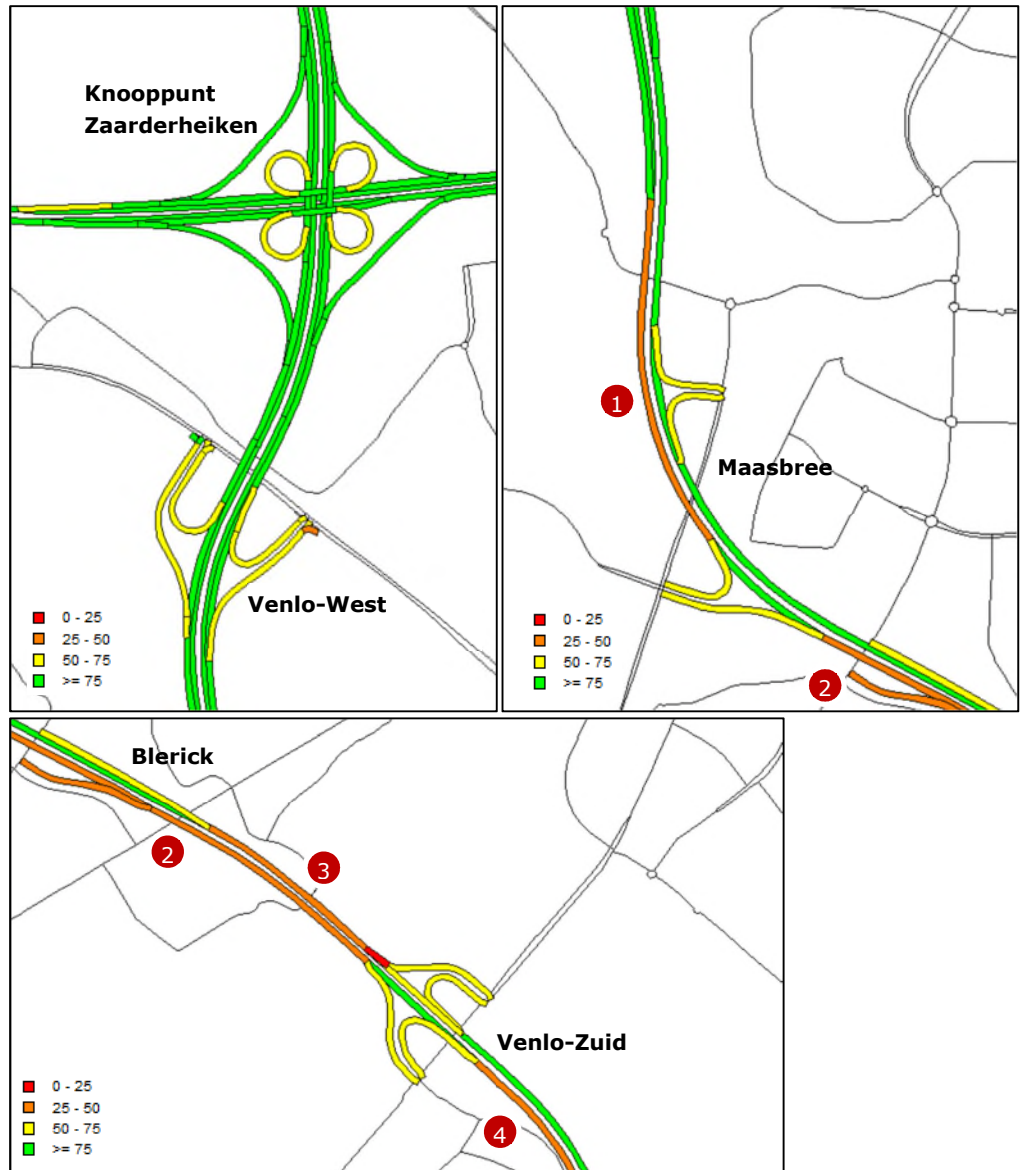 Knooppunt
Zaarderheiken
Venlo-West
0 - 25
25 - 50
50 - 75
>= 75
1
Maasbree
2
0 - 25
25 - 50
50 - 75
>= 75
Blerick
2
3
Venlo-Zuid
4
0 - 25
25 - 50
50 - 75
>= 75